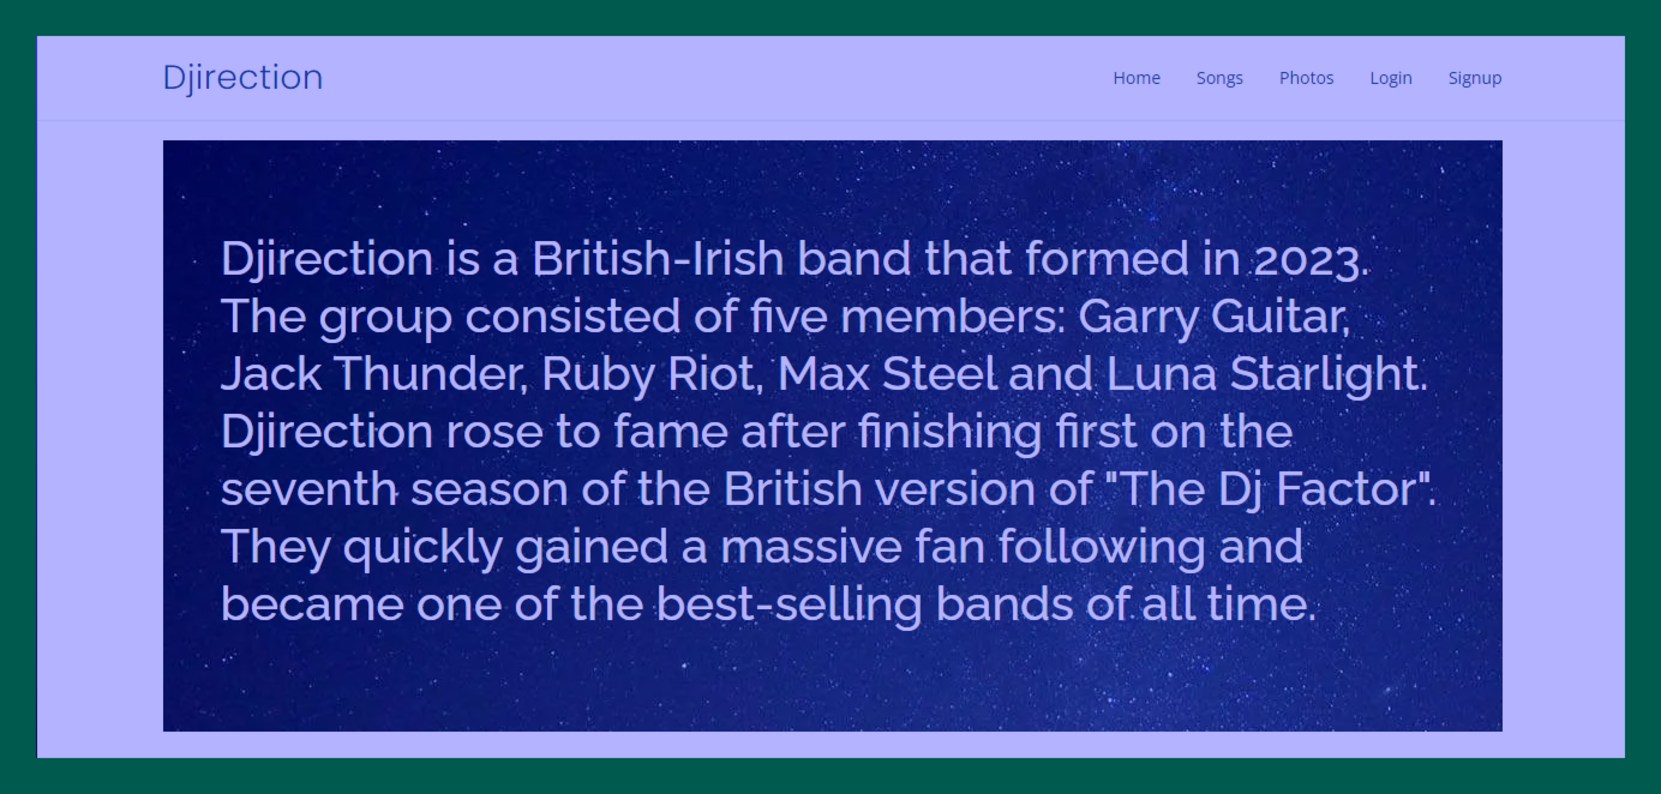 Djirection
Home Songs Photos Login Signup
Djirection is a British-Irish band that formed in 2023.
The group consisted of five members: Garry Guitar,
Jack Thunder, Ruby Riot, Max Steel and Luna Starlight.
Djirection rose to fame after finishing first on the
seventh season of the British version of "The Dj Factor".
They quickly gained a massive fan following and
became one of the best-selling bands of all time.